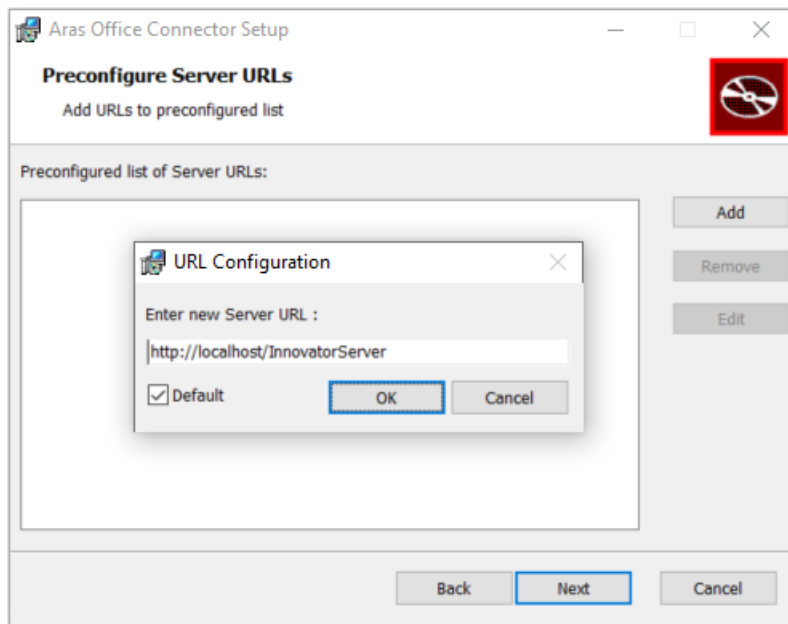 Aras Office Connector Setup
Preconfigure Server URLs
Add URLs to preconfigured list
Preconfigured list of Server URLs:
Add
Remove
Edit
URL Configuration
Enter new Server URL :
http://localhost/InnovatorServer
Default
OK
Cancel
Back
Next
Cancel